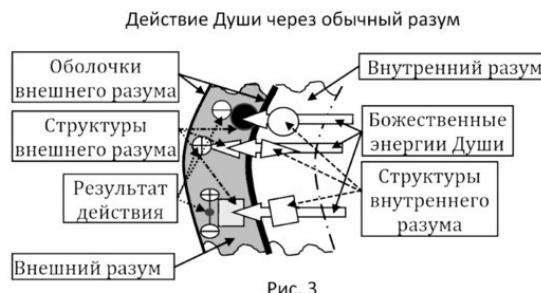 Действие Души через обычный разум
Оболочки
внешнего разума
Структуры
внешнего разума
Результат
действия
Внешний разум
Внутренний разум
Божественные
энергии Души
Структуры
внутреннего
разума
Рис. 3